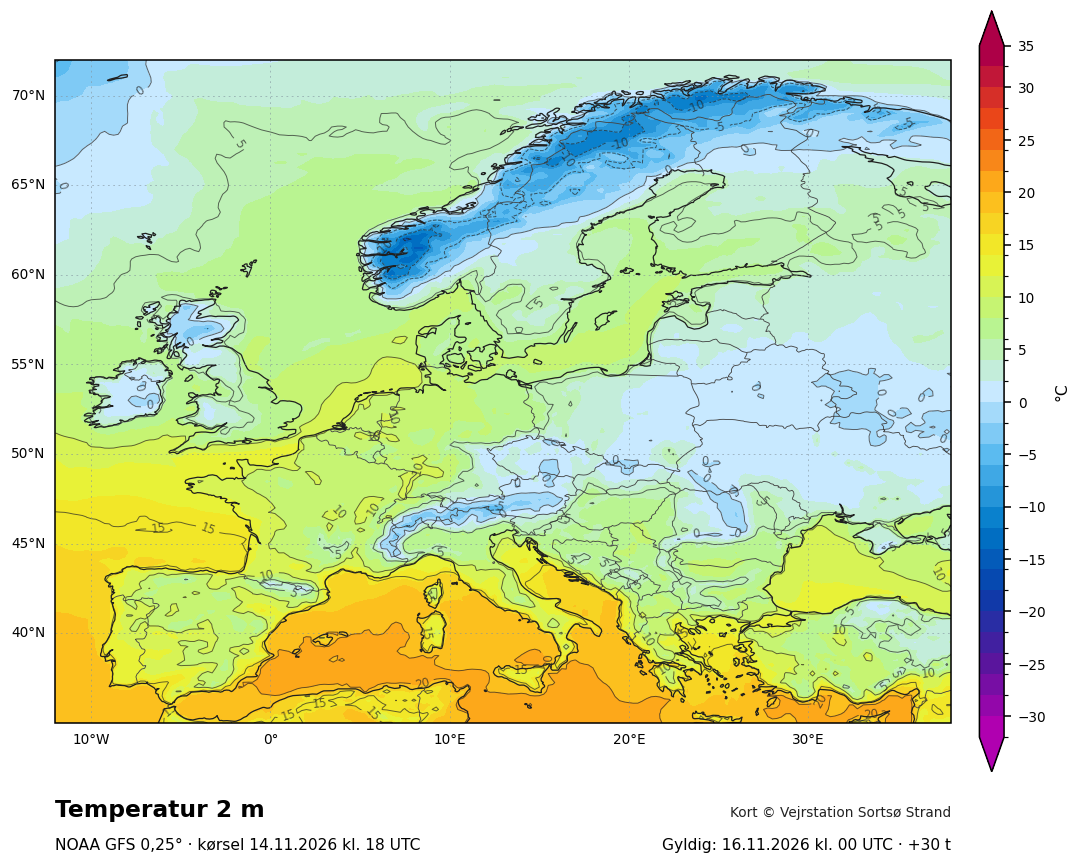 35
30
25
20
15
10
5
0
−5
−10
−15
−20
−25
−30
°C
70°N
65°N
60°N
55°N
50°N
45°N
40°N
10°W
0°
10°E
20°E
30°E
Temperatur 2 m
Kort © Vejrstation Sortsø Strand
NOAA GFS 0,25° · kørsel 14.11.2026 kl. 18 UTC
Gyldig: 16.11.2026 kl. 00 UTC · +30 t